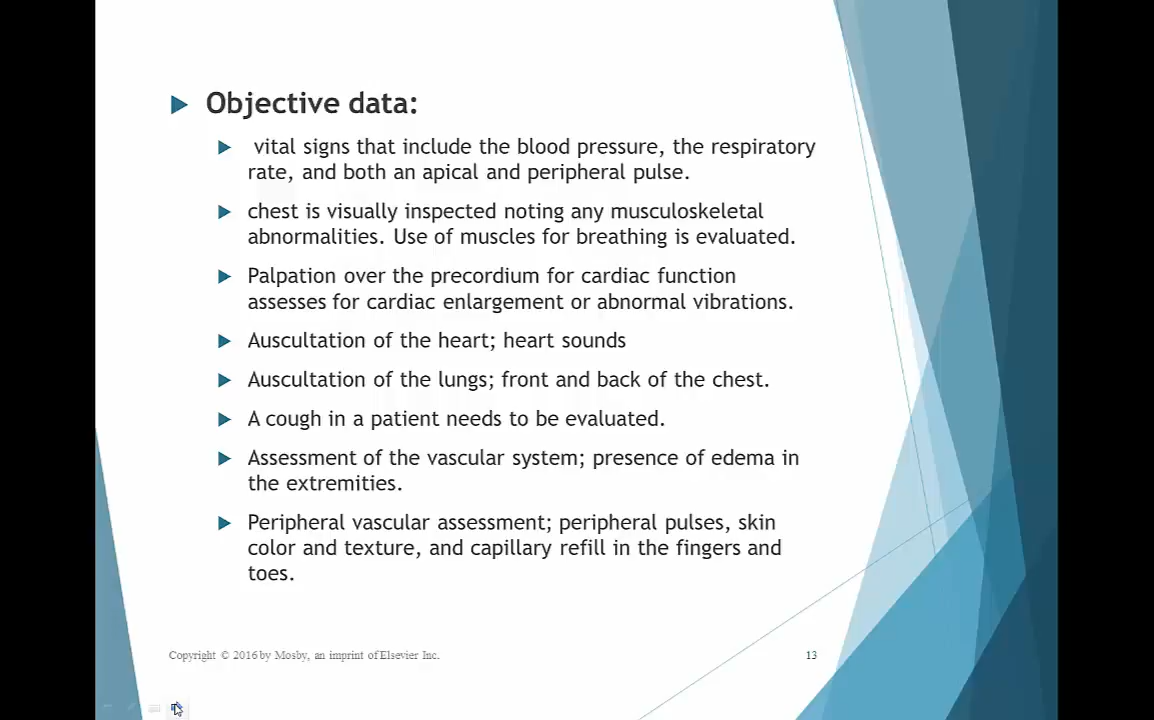 Objective data:
vital signs that include the blood pressure, the respiratory
rate, and both an apical and peripheral pulse.
chest is visually inspected noting any musculoskeletal
abnormalities. Use of muscles for breathing is evaluated.
Palpation over the precordium for cardiac function
assesses for cardiac enlargement or abnormal vibrations.
Auscultation of the heart; heart sounds
Auscultation of the lungs; front and back of the chest.
A cough in a patient needs to be evaluated.
Assessment of the vascular system; presence of edema in
the extremities.
Peripheral vascular assessment; peripheral pulses, skin
color and texture, and capillary refill in the fingers and
toes.
Copyright © 2016 by Mosby, an imprint of Elsevier Inc.
13